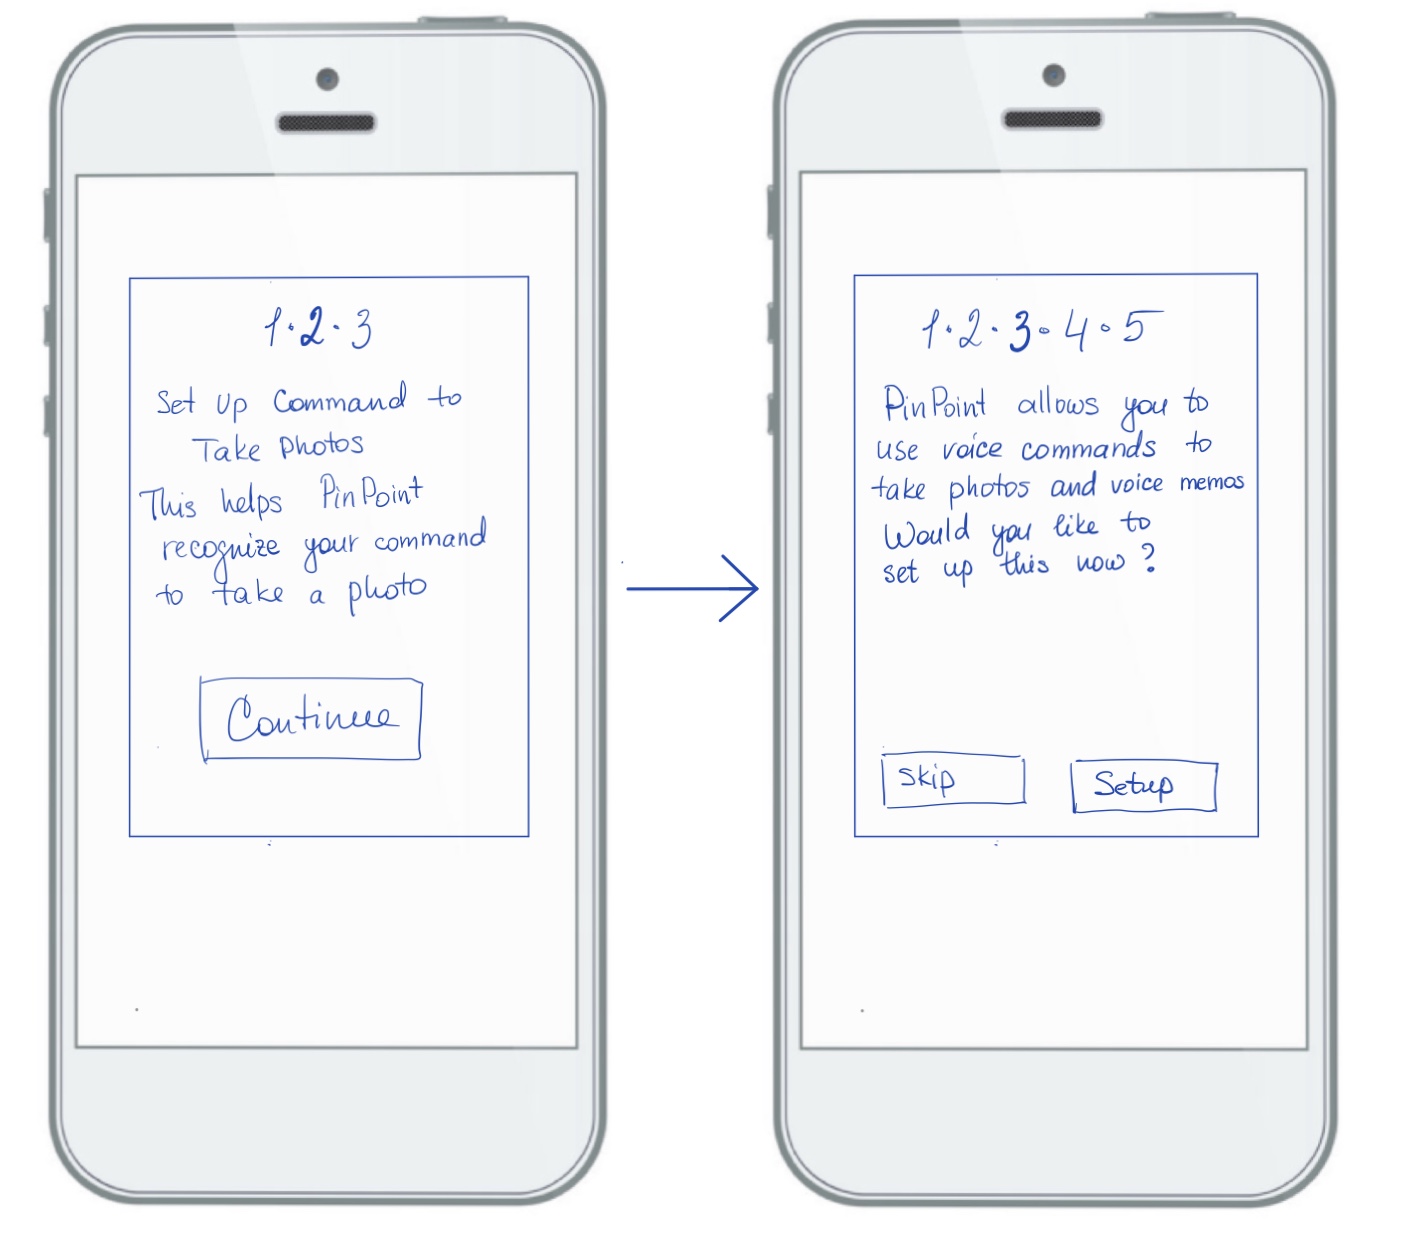 1 · 2 · 3
Set Up Command to
Take Photos
This helps PinPoint
recognize your command
to take a photo
Continue
1 · 2 · 3 · 4 · 5
PinPoint allows you to
use voice commands to
take photos and voice memos
Would you like to
set up this now?
Skip
Setup